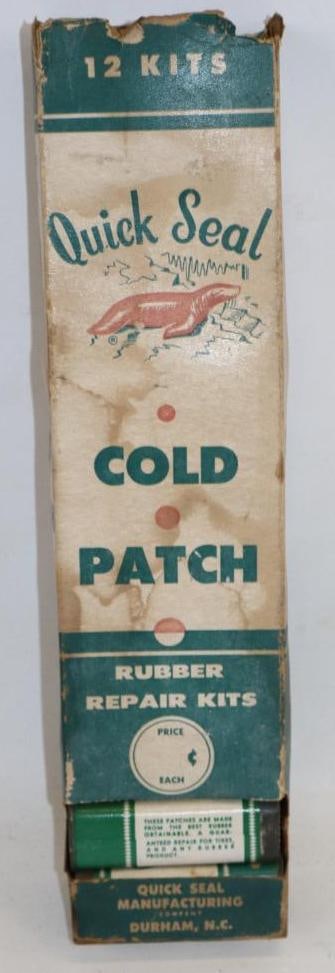 12 KITS
Quick Seal
®
COLD
PATCH
RUBBER
REPAIR KITS
PRICE
¢
EACH
THESE PATCHES ARE MADE
FROM THE BEST RUBBER
OBTAINABLE. A GUAR-
ANTEED REPAIR FOR TIRES,
AND ANY RUBBER
PRODUCT.
QUICK SEAL
MANUFACTURING
COMPANY
DURHAM, N.C.